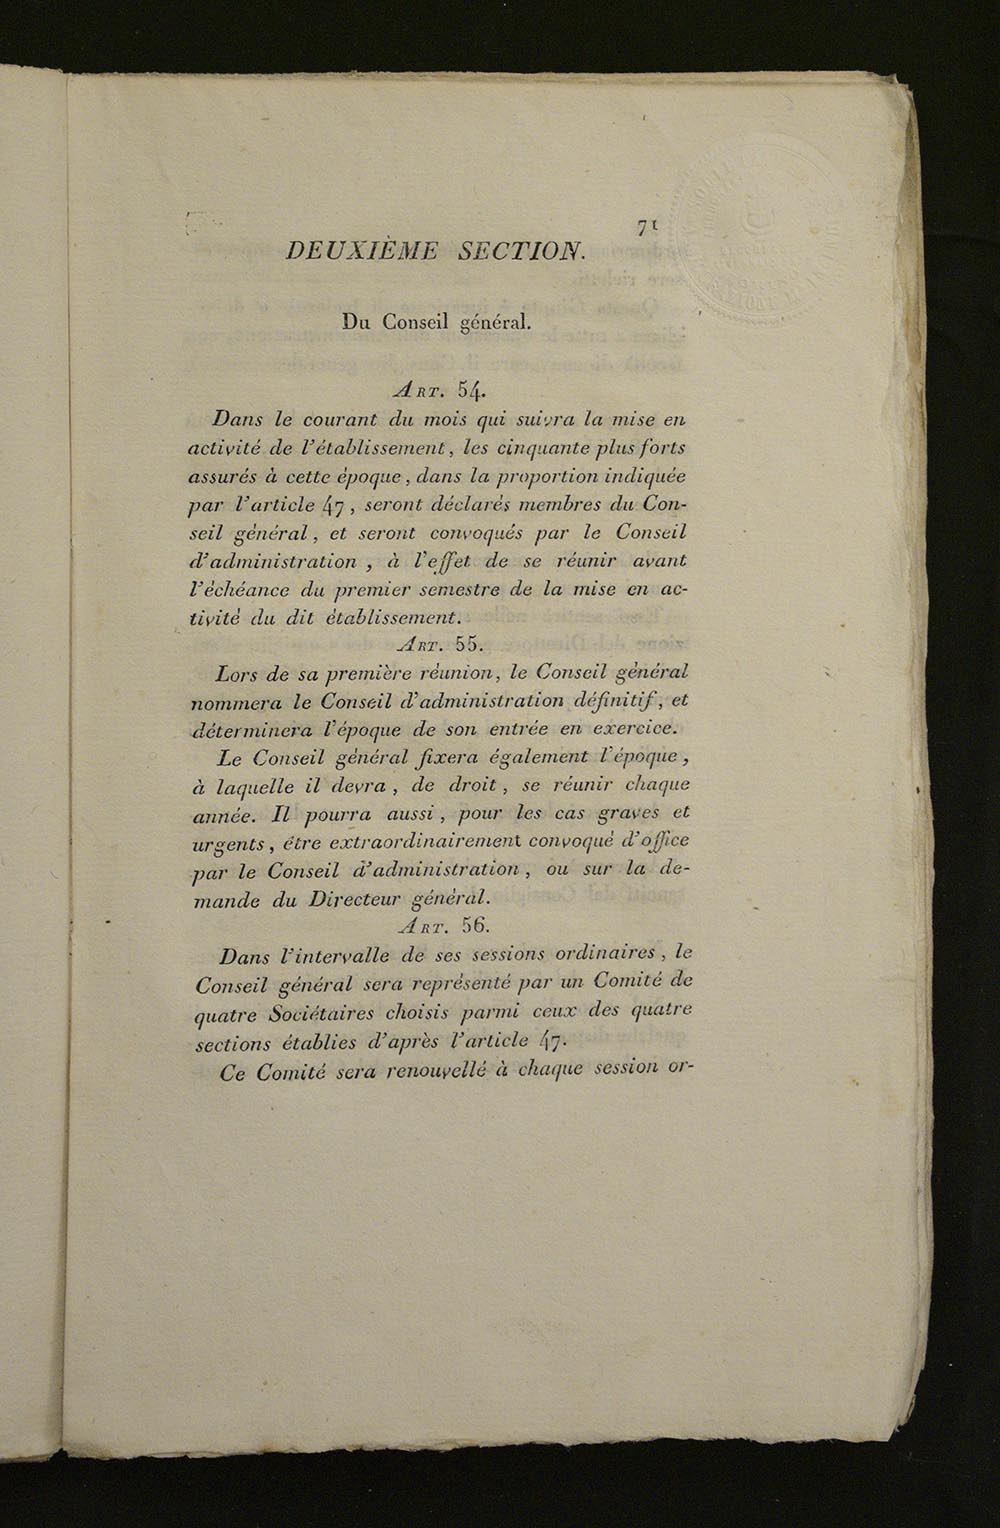 71
DEUXIÈME SECTION.
Du Conseil général.
ART. 54.
Dans le courant du mois qui suivra la mise en
activité de l'établissement, les cinquante plus forts
assurés à cette époque, dans la proportion indiquée
par l'article 47, seront déclarés membres du Con-
seil général, et seront convoqués par le Conseil
d'administration, à l'effet de se réunir avant
l'échéance du premier semestre de la mise en ac-
tivité du dit établissement.
ART. 55.
Lors de sa première réunion, le Conseil général
nommera le Conseil d'administration définitif, et
déterminera l'époque de son entrée en exercice.
Le Conseil général fixera également l'époque,
à laquelle il devra, de droit, se réunir chaque
année. Il pourra aussi, pour les cas graves et
urgents, être extraordinairement convoqué d'office
par le Conseil d'administration, ou sur la de-
mande du Directeur général.
ART. 56.
Dans l'intervalle de ses sessions ordinaires, le
Conseil général sera représenté par un Comité de
quatre Sociétaires choisis parmi ceux des quatre
sections établies d'après l'article 47.
Ce Comité sera renouvellé à chaque session or-